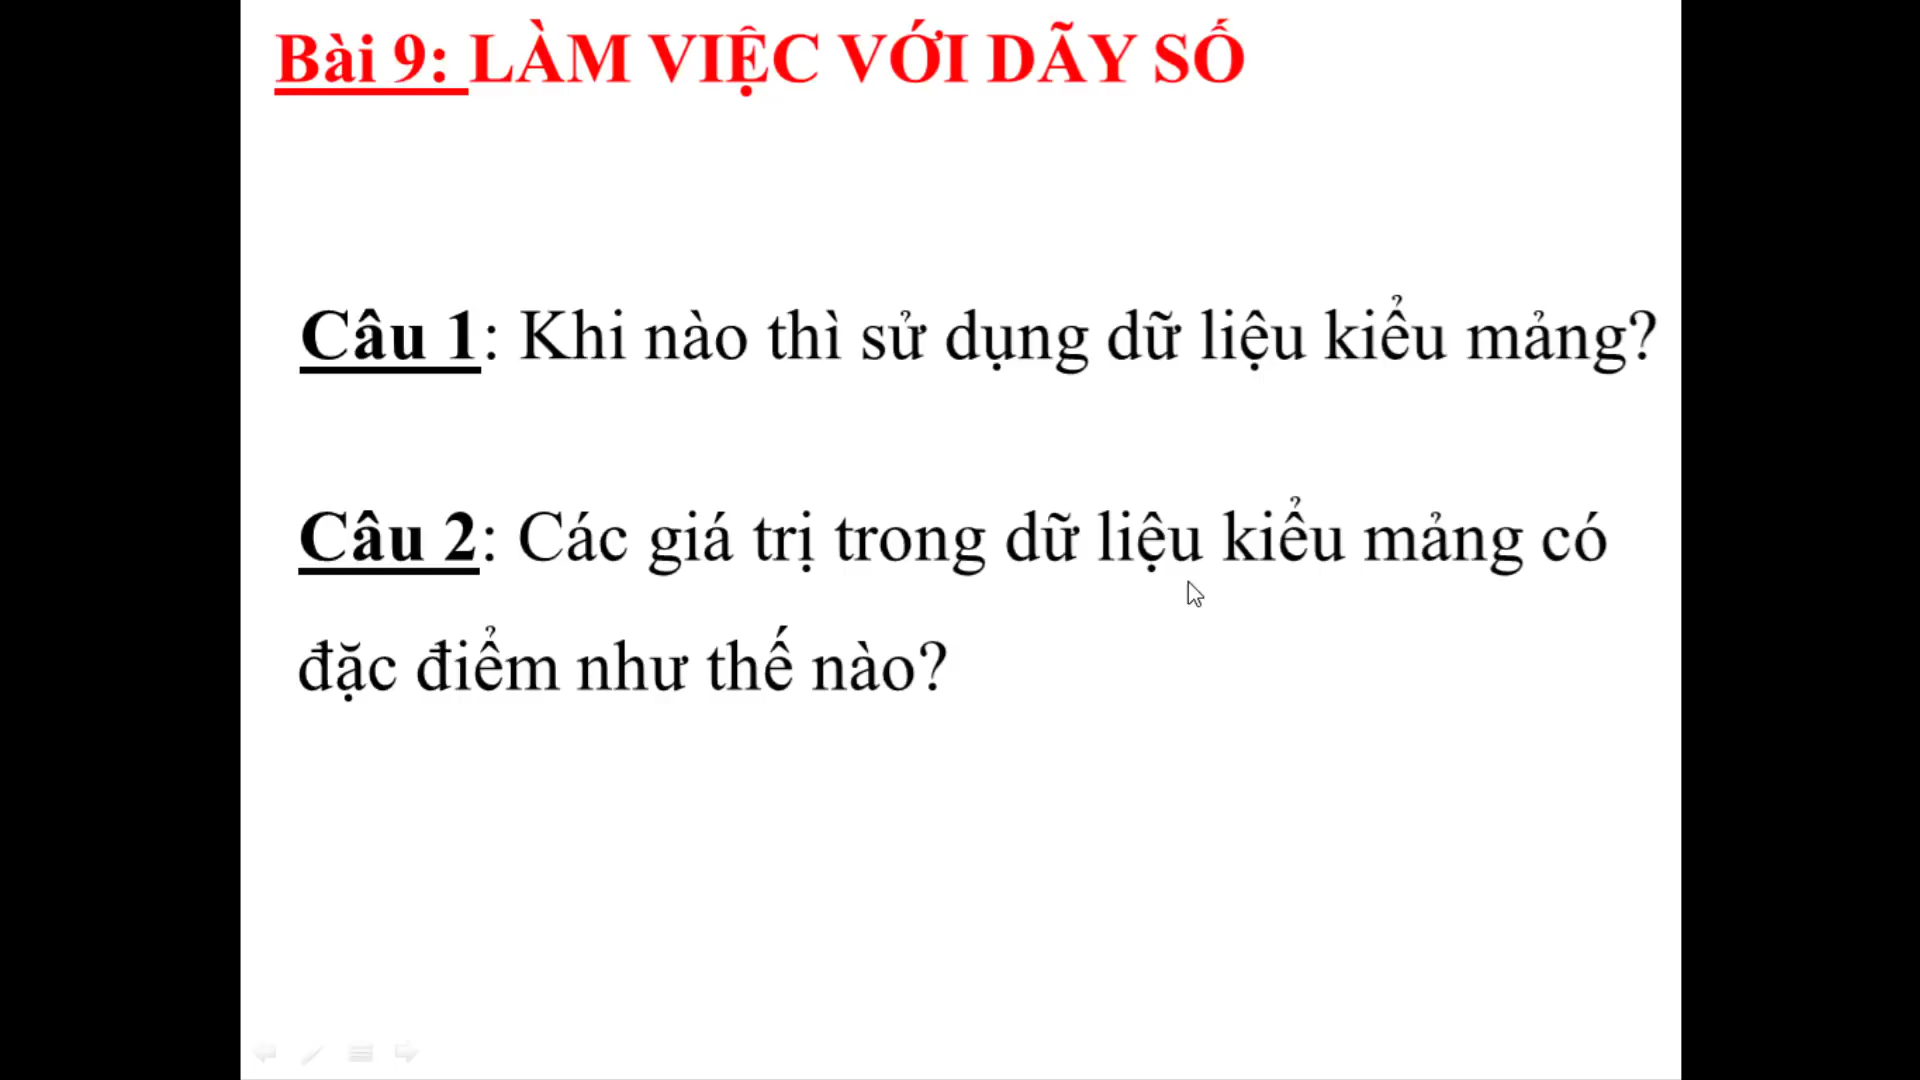 Bài 9: LÀM VIỆC VỚI DÃY SỐ
Câu 1: Khi nào thì sử dụng dữ liệu kiểu mảng?
Câu 2: Các giá trị trong dữ liệu kiểu mảng có
đặc điểm như thế nào?